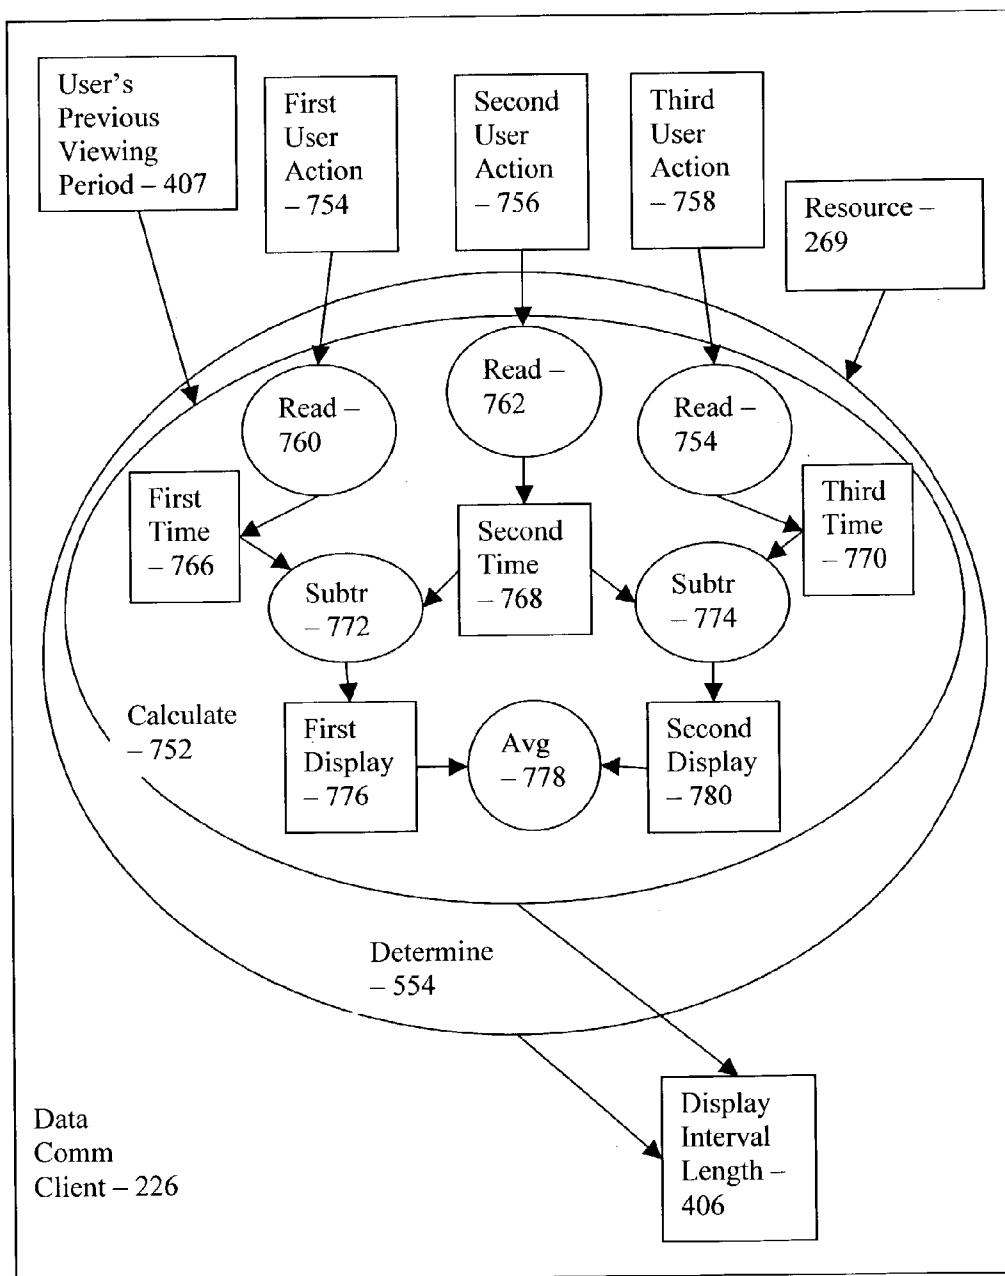 User's
Previous
Viewing
Period – 407
First
User
Action
– 754
Second
User
Action
– 756
Third
User
Action
– 758
Resource –
269
Read –
760
Read –
762
Read –
754
First
Time
– 766
Second
Time
– 768
Third
Time
– 770
Subtr
– 772
Subtr
– 774
Calculate
– 752
First
Display
– 776
Avg
– 778
Second
Display
– 780
Determine
– 554
Data
Comm
Client – 226
Display
Interval
Length –
406